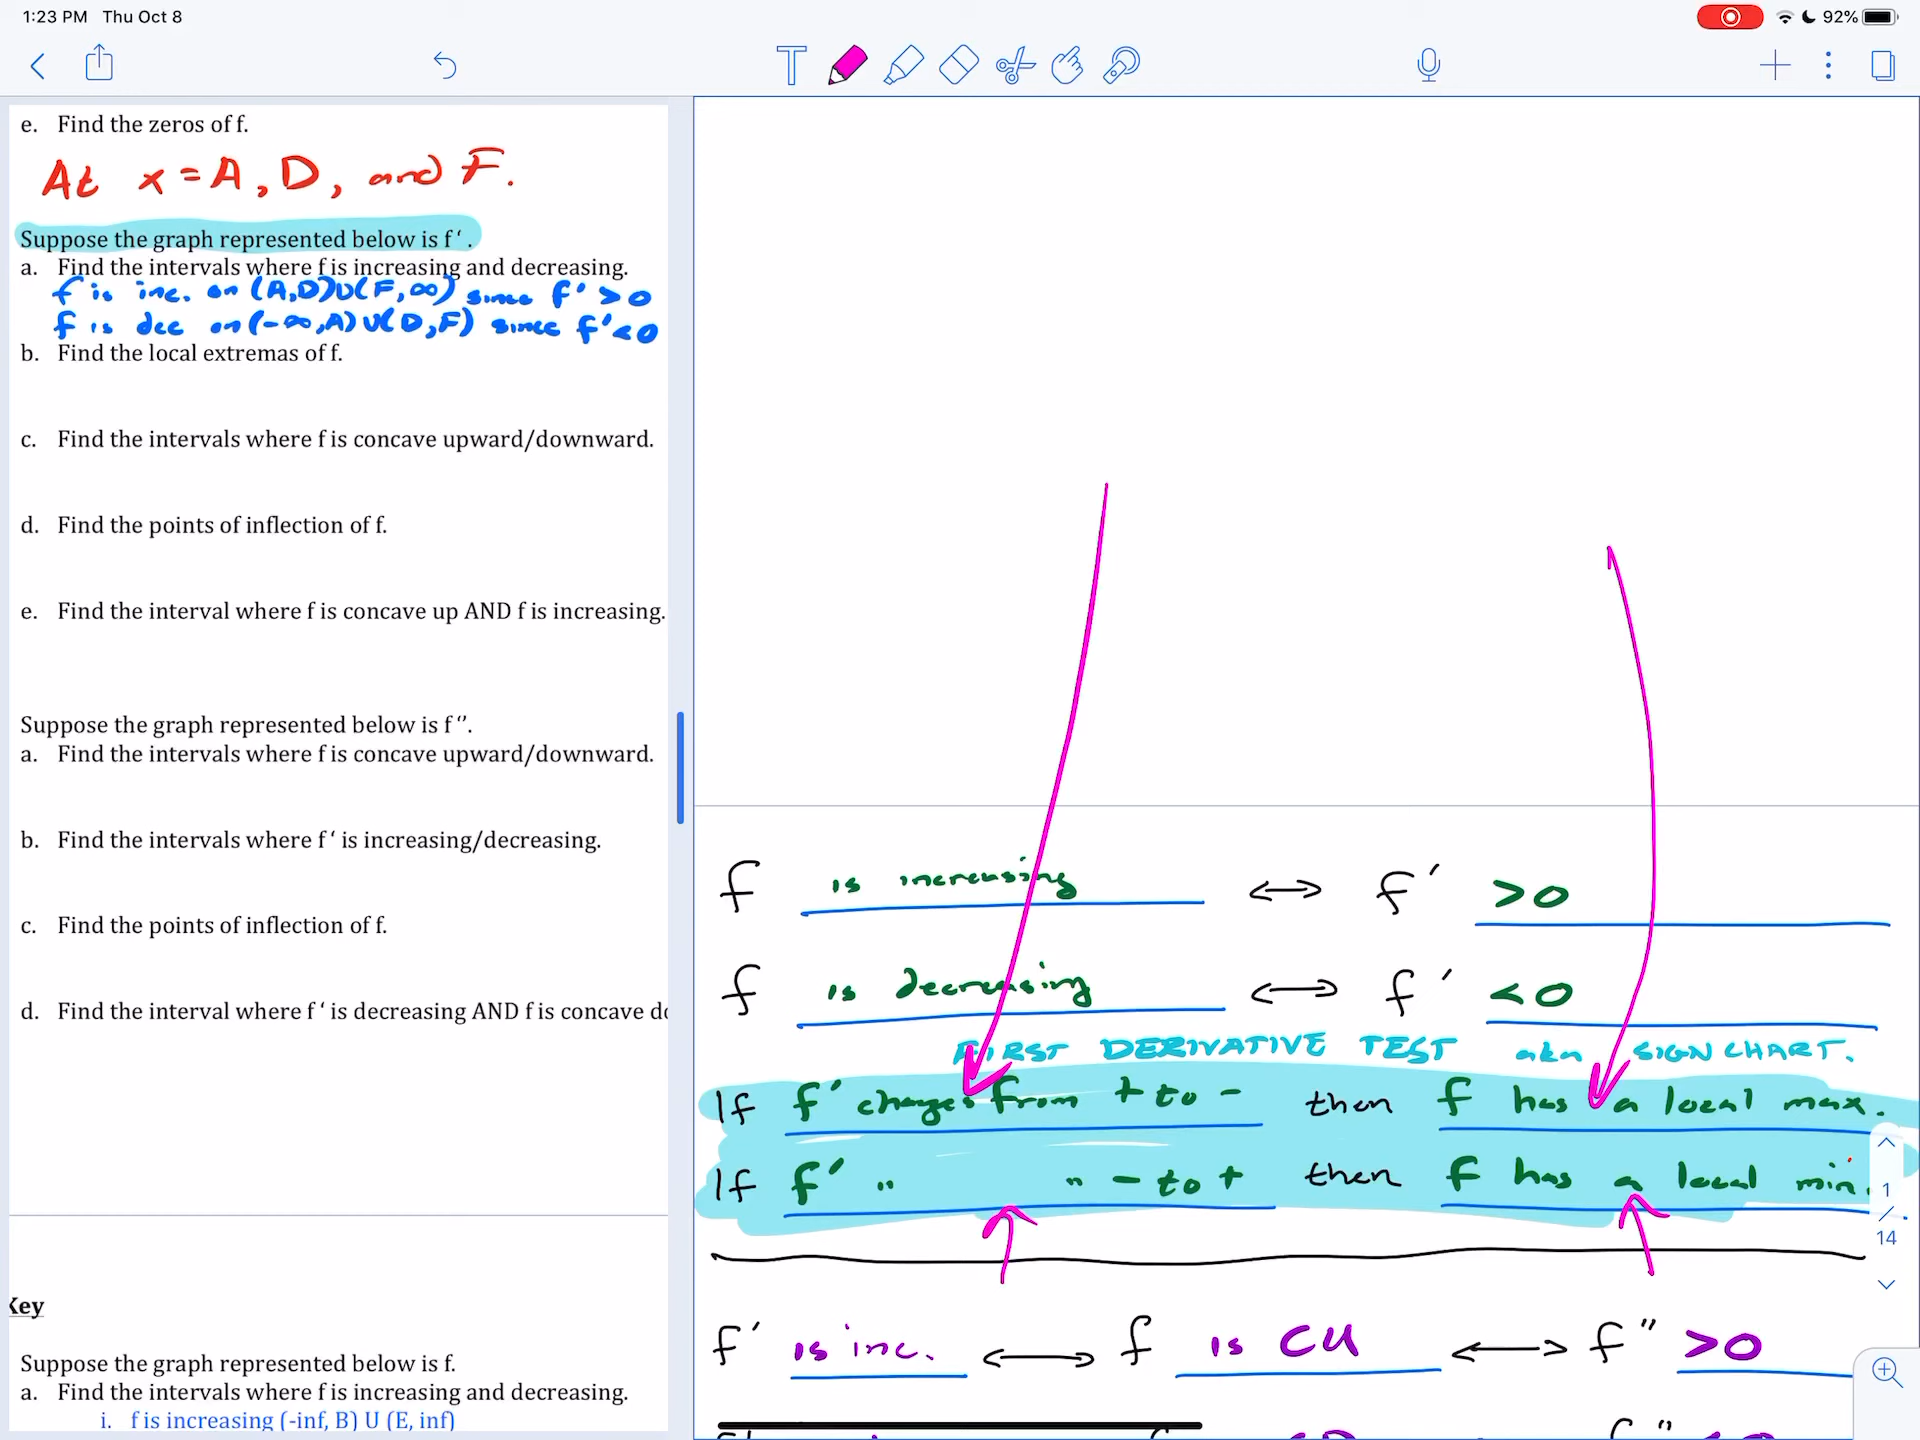 1:23 PM Thu Oct 8
92%
e. Find the zeros of f.
At x = A, D, and F.
Suppose the graph represented below is f ‘ .
a. Find the intervals where f is increasing and decreasing.
f is inc. on (A,D)U(F,∞) since f' > 0
f is dec on (-∞,A)U(D,F) since f' < 0
b. Find the local extremas of f.
c. Find the intervals where f is concave upward/downward.
d. Find the points of inflection of f.
e. Find the interval where f is concave up AND f is increasing.
Suppose the graph represented below is f ‘’.
a. Find the intervals where f is concave upward/downward.
b. Find the intervals where f ‘ is increasing/decreasing.
c. Find the points of inflection of f.
d. Find the interval where f ‘ is decreasing AND f is concave
Key
Suppose the graph represented below is f.
a. Find the intervals where f is increasing and decreasing.
i. f is increasing (-inf, B) U (E, inf)
f is increasing ⟷ f' >0
f is decreasing ⟷ f' <0
FIRST DERIVATIVE TEST aka SIGN CHART.
If f' changes from + to - then f has a local max.
If f' " " - to + then f has a local min.
f' is inc. ⟷ f is CU ⟷ f" >0
1
/
14